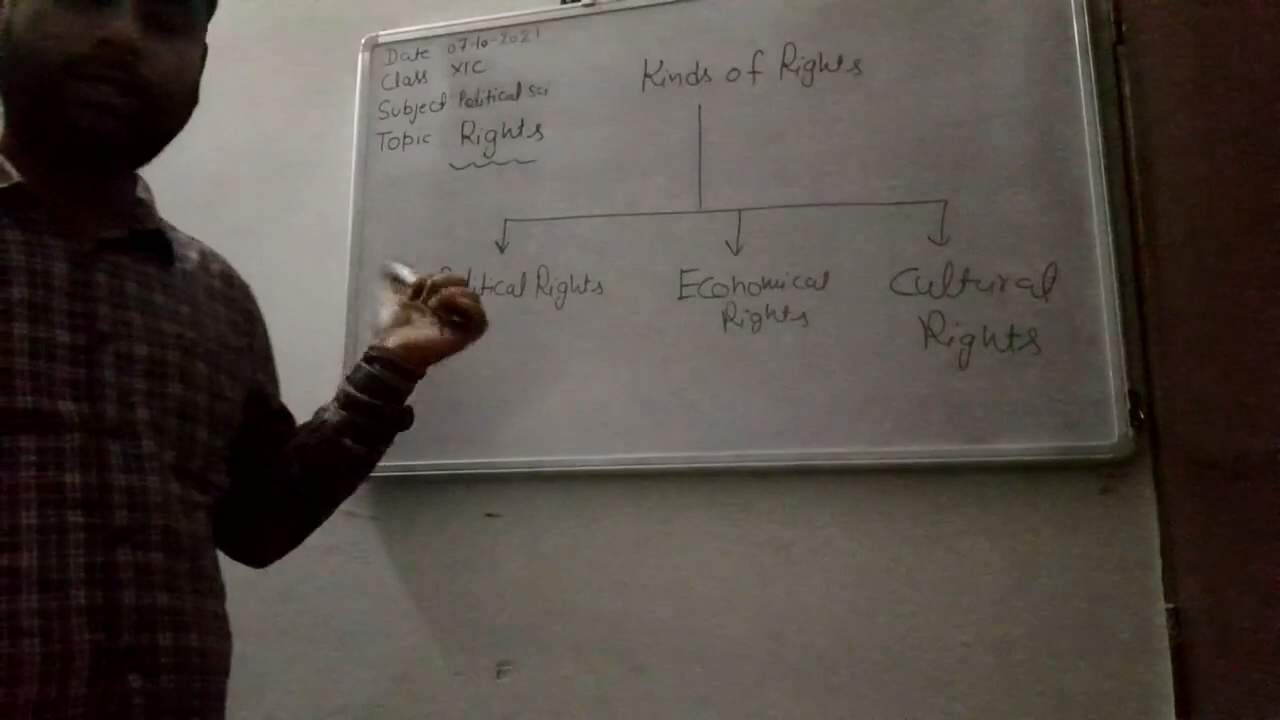 Date 07-10-2021
Class XIC
Subject Political sci
Topic Rights
Kinds of Rights
Political Rights
Economical
Rights
Cultural
Rights